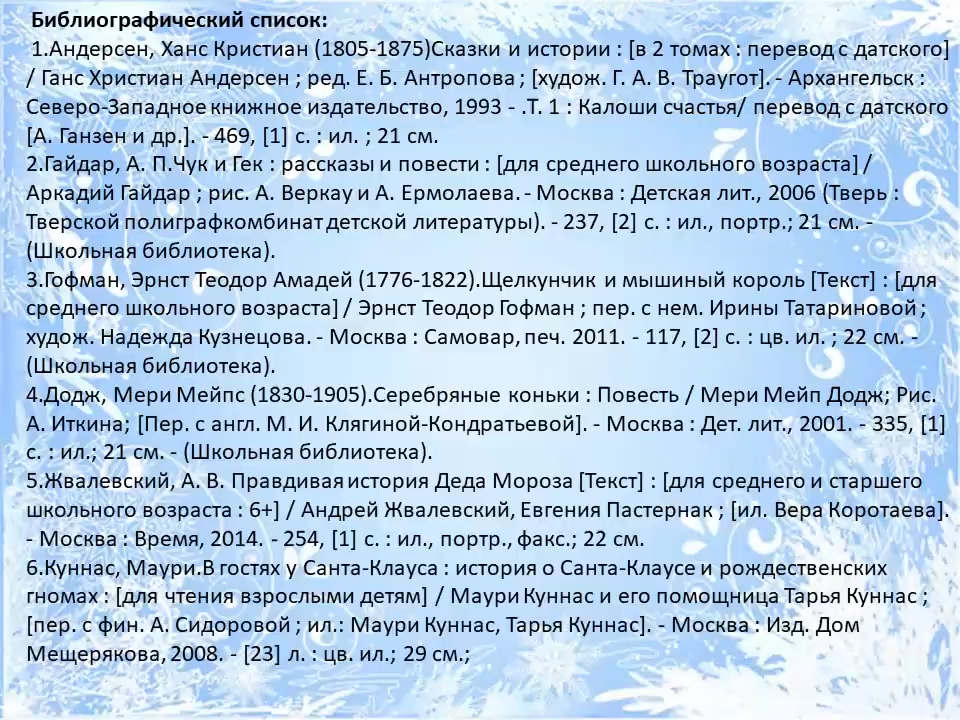 Библиографический список:
1.Андерсен, Ханс Кристиан (1805-1875)Сказки и истории : [в 2 томах : перевод с датского]
/ Ганс Христиан Андерсен ; ред. Е. Б. Антропова ; [худож. Г. А. В. Траугот]. - Архангельск :
Северо-Западное книжное издательство, 1993 - .Т. 1 : Калоши счастья/ перевод с датского
[А. Ганзен и др.]. - 469, [1] с. : ил. ; 21 см.
2.Гайдар, А. П.Чук и Гек : рассказы и повести : [для среднего школьного возраста] /
Аркадий Гайдар ; рис. А. Веркау и А. Ермолаева. - Москва : Детская лит., 2006 (Тверь :
Тверской полиграфкомбинат детской литературы). - 237, [2] с. : ил., портр.; 21 см. -
(Школьная библиотека).
3.Гофман, Эрнст Теодор Амадей (1776-1822).Щелкунчик и мышиный король [Текст] : [для
среднего школьного возраста] / Эрнст Теодор Гофман ; пер. с нем. Ирины Татариновой ;
худож. Надежда Кузнецова. - Москва : Самовар, печ. 2011. - 117, [2] с. : цв. ил. ; 22 см. -
(Школьная библиотека).
4.Додж, Мери Мейпс (1830-1905).Серебряные коньки : Повесть / Мери Мейп Додж; Рис.
А. Иткина; [Пер. с англ. М. И. Клягиной-Кондратьевой]. - Москва : Дет. лит., 2001. - 335, [1]
с. : ил.; 21 см. - (Школьная библиотека).
5.Жвалевский, А. В. Правдивая история Деда Мороза [Текст] : [для среднего и старшего
школьного возраста : 6+] / Андрей Жвалевский, Евгения Пастернак ; [ил. Вера Коротаева].
- Москва : Время, 2014. - 254, [1] с. : ил., портр., факс.; 22 см.
6.Куннас, Маури.В гостях у Санта-Клауса : история о Санта-Клаусе и рождественских
гномах : [для чтения взрослыми детям] / Маури Куннас и его помощница Тарья Куннас ;
[пер. с фин. А. Сидоровой ; ил.: Маури Куннас, Тарья Куннас]. - Москва : Изд. Дом
Мещерякова, 2008. - [23] л. : цв. ил.; 29 см.;